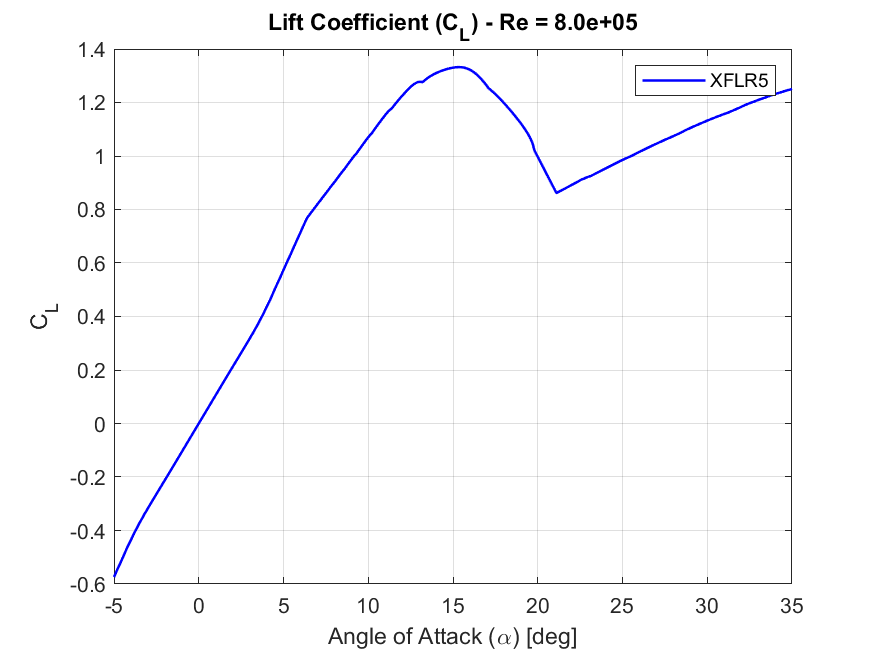 Lift Coefficient (C_L) - Re = 8.0e+05
1.4
1.2
1
0.8
0.6
0.4
0.2
0
-0.2
-0.4
-0.6
C_L
XFLR5
-5 0 5 10 15 20 25 30 35
Angle of Attack (α) [deg]